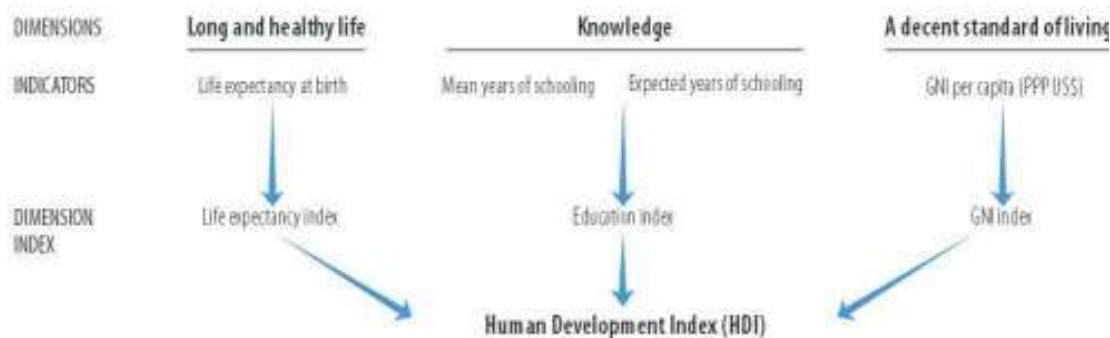 DIMENSIONS Long and healthy life Knowledge A decent standard of living
INDICATORS Life expectancy at birth Mean years of schooling Expected years of schooling GNI per capita (PPP US$)
DIMENSION INDEX Life expectancy index Education index GNI index
Human Development Index (HDI)